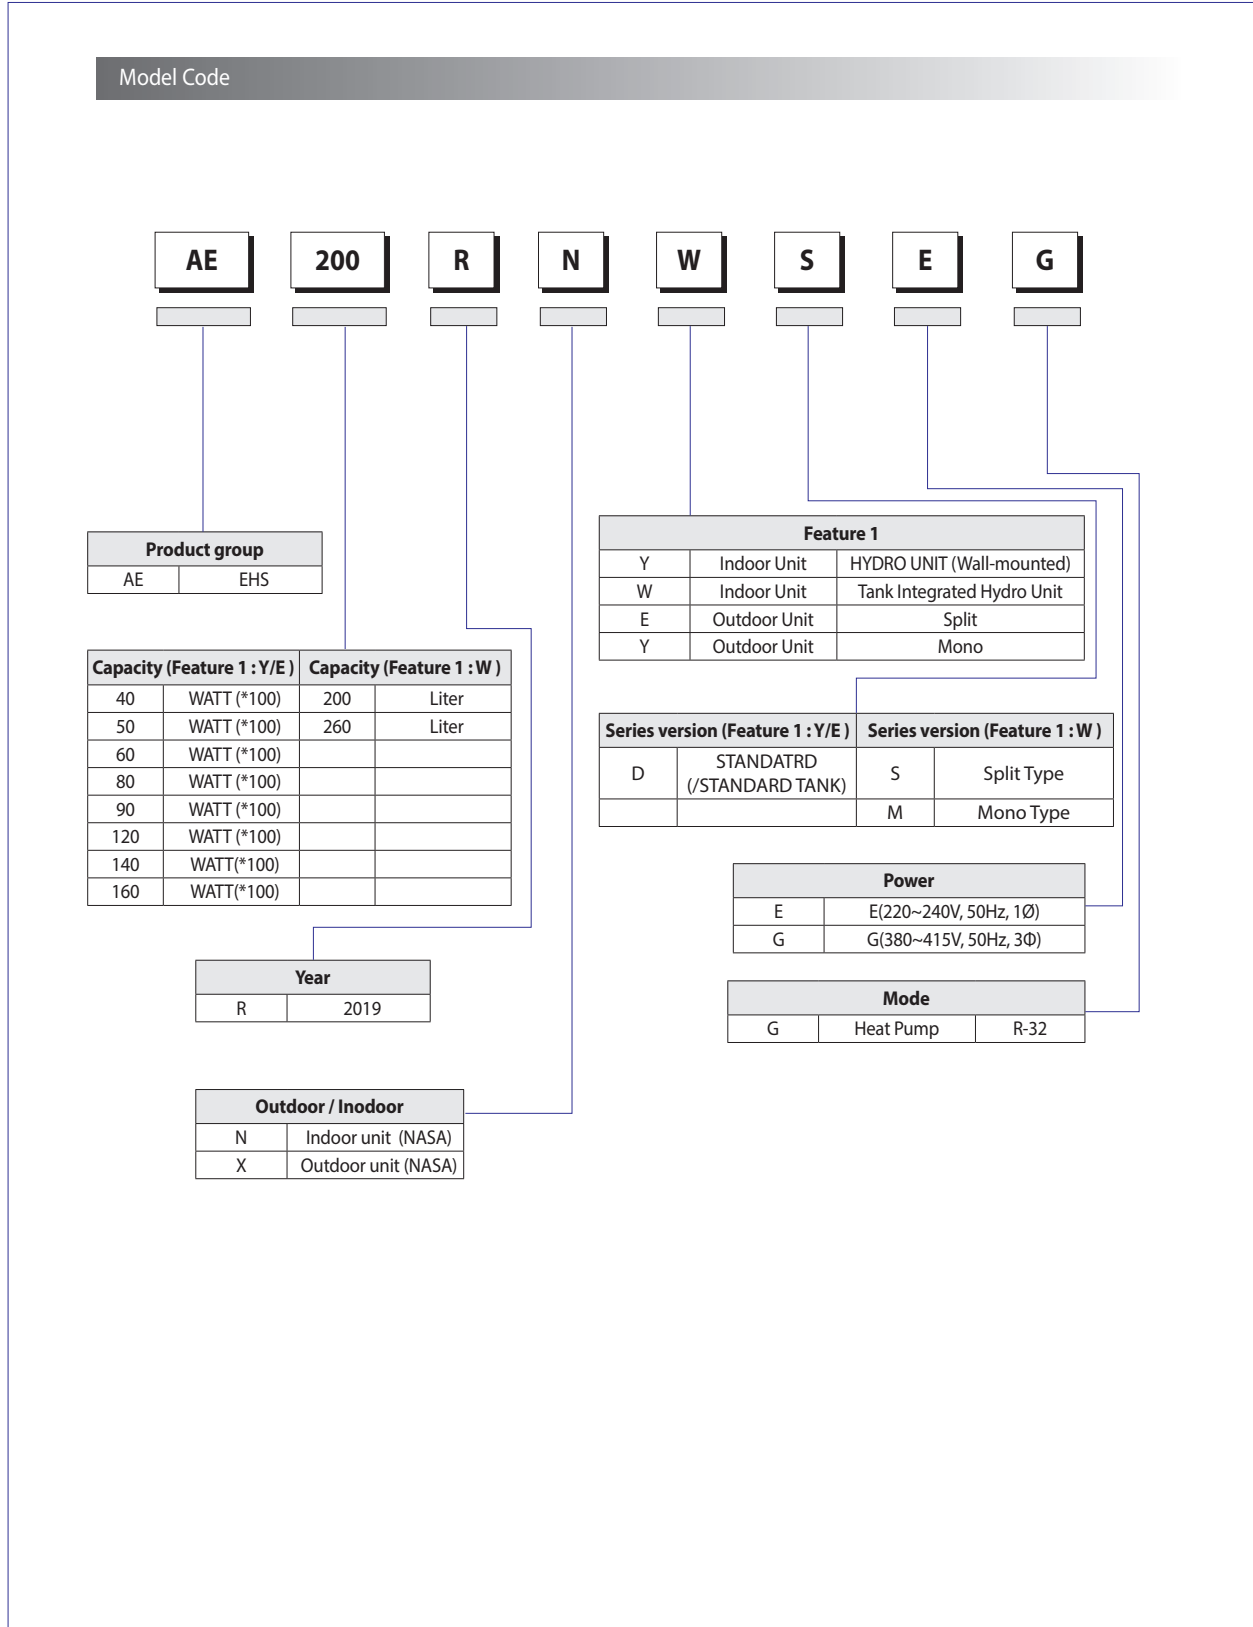 Model Code
AE 200 R N W S E G
Product group
AE EHS
Capacity (Feature 1 : Y/E ) Capacity (Feature 1 : W )
40 WATT (*100) 200 Liter
50 WATT (*100) 260 Liter
60 WATT (*100)
80 WATT (*100)
90 WATT (*100)
120 WATT (*100)
140 WATT(*100)
160 WATT(*100)
Year
R 2019
Outdoor / Inodoor
N Indoor unit (NASA)
X Outdoor unit (NASA)
Feature 1
Y Indoor Unit HYDRO UNIT (Wall-mounted)
W Indoor Unit Tank Integrated Hydro Unit
E Outdoor Unit Split
Y Outdoor Unit Mono
Series version (Feature 1 : Y/E ) Series version (Feature 1 : W )
D STANDATRD
(/STANDARD TANK) S Split Type
M Mono Type
Power
E E(220~240V, 50Hz, 1Ø)
G G(380~415V, 50Hz, 3Φ)
Mode
G Heat Pump R-32